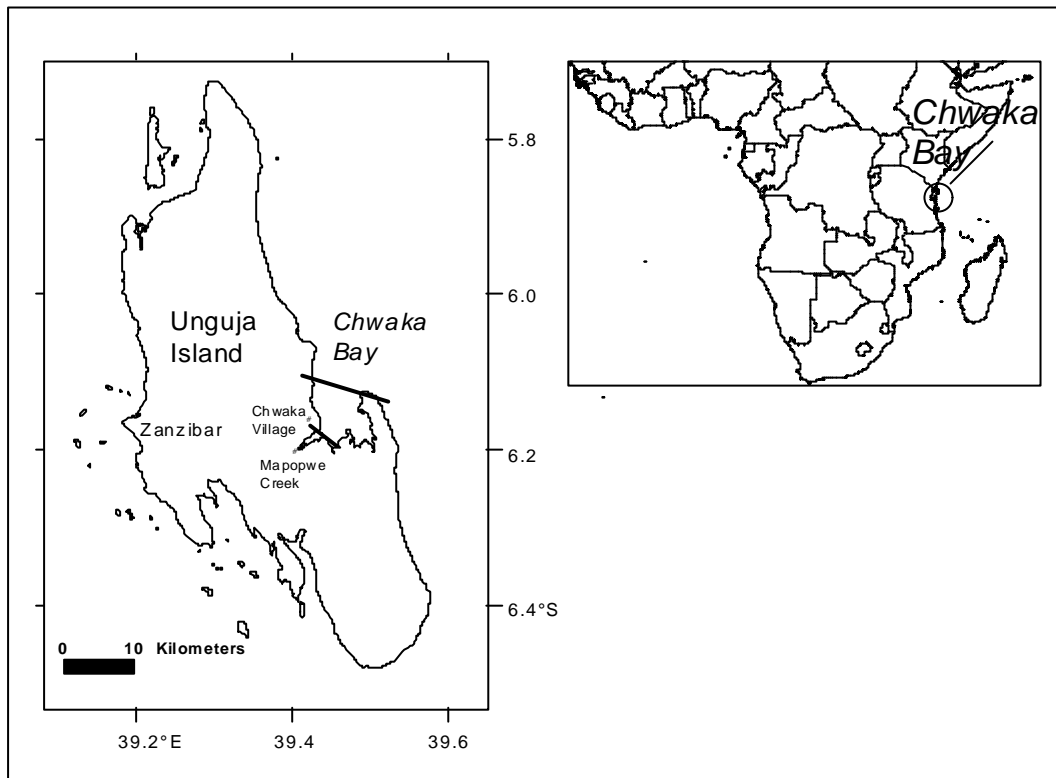 5.8
6.0
Unguja
Island
Chwaka
Bay
Chwaka
Village
Zanzibar
Mapopwe
Creek
6.2
6.4°S
0 10 Kilometers
39.2°E 39.4 39.6
Chwaka
Bay